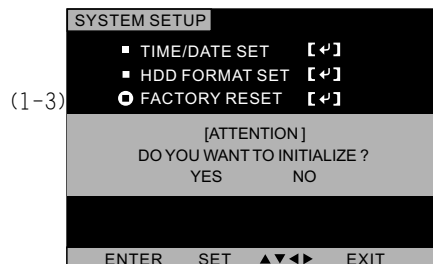 SYSTEM SETUP
TIME/DATE SET [↵]
HDD FORMAT SET [↵]
(1-3)
FACTORY RESET [↵]
[ATTENTION]
DO YOU WANT TO INITIALIZE ?
YES NO
ENTER SET ▲▼◀▶ EXIT